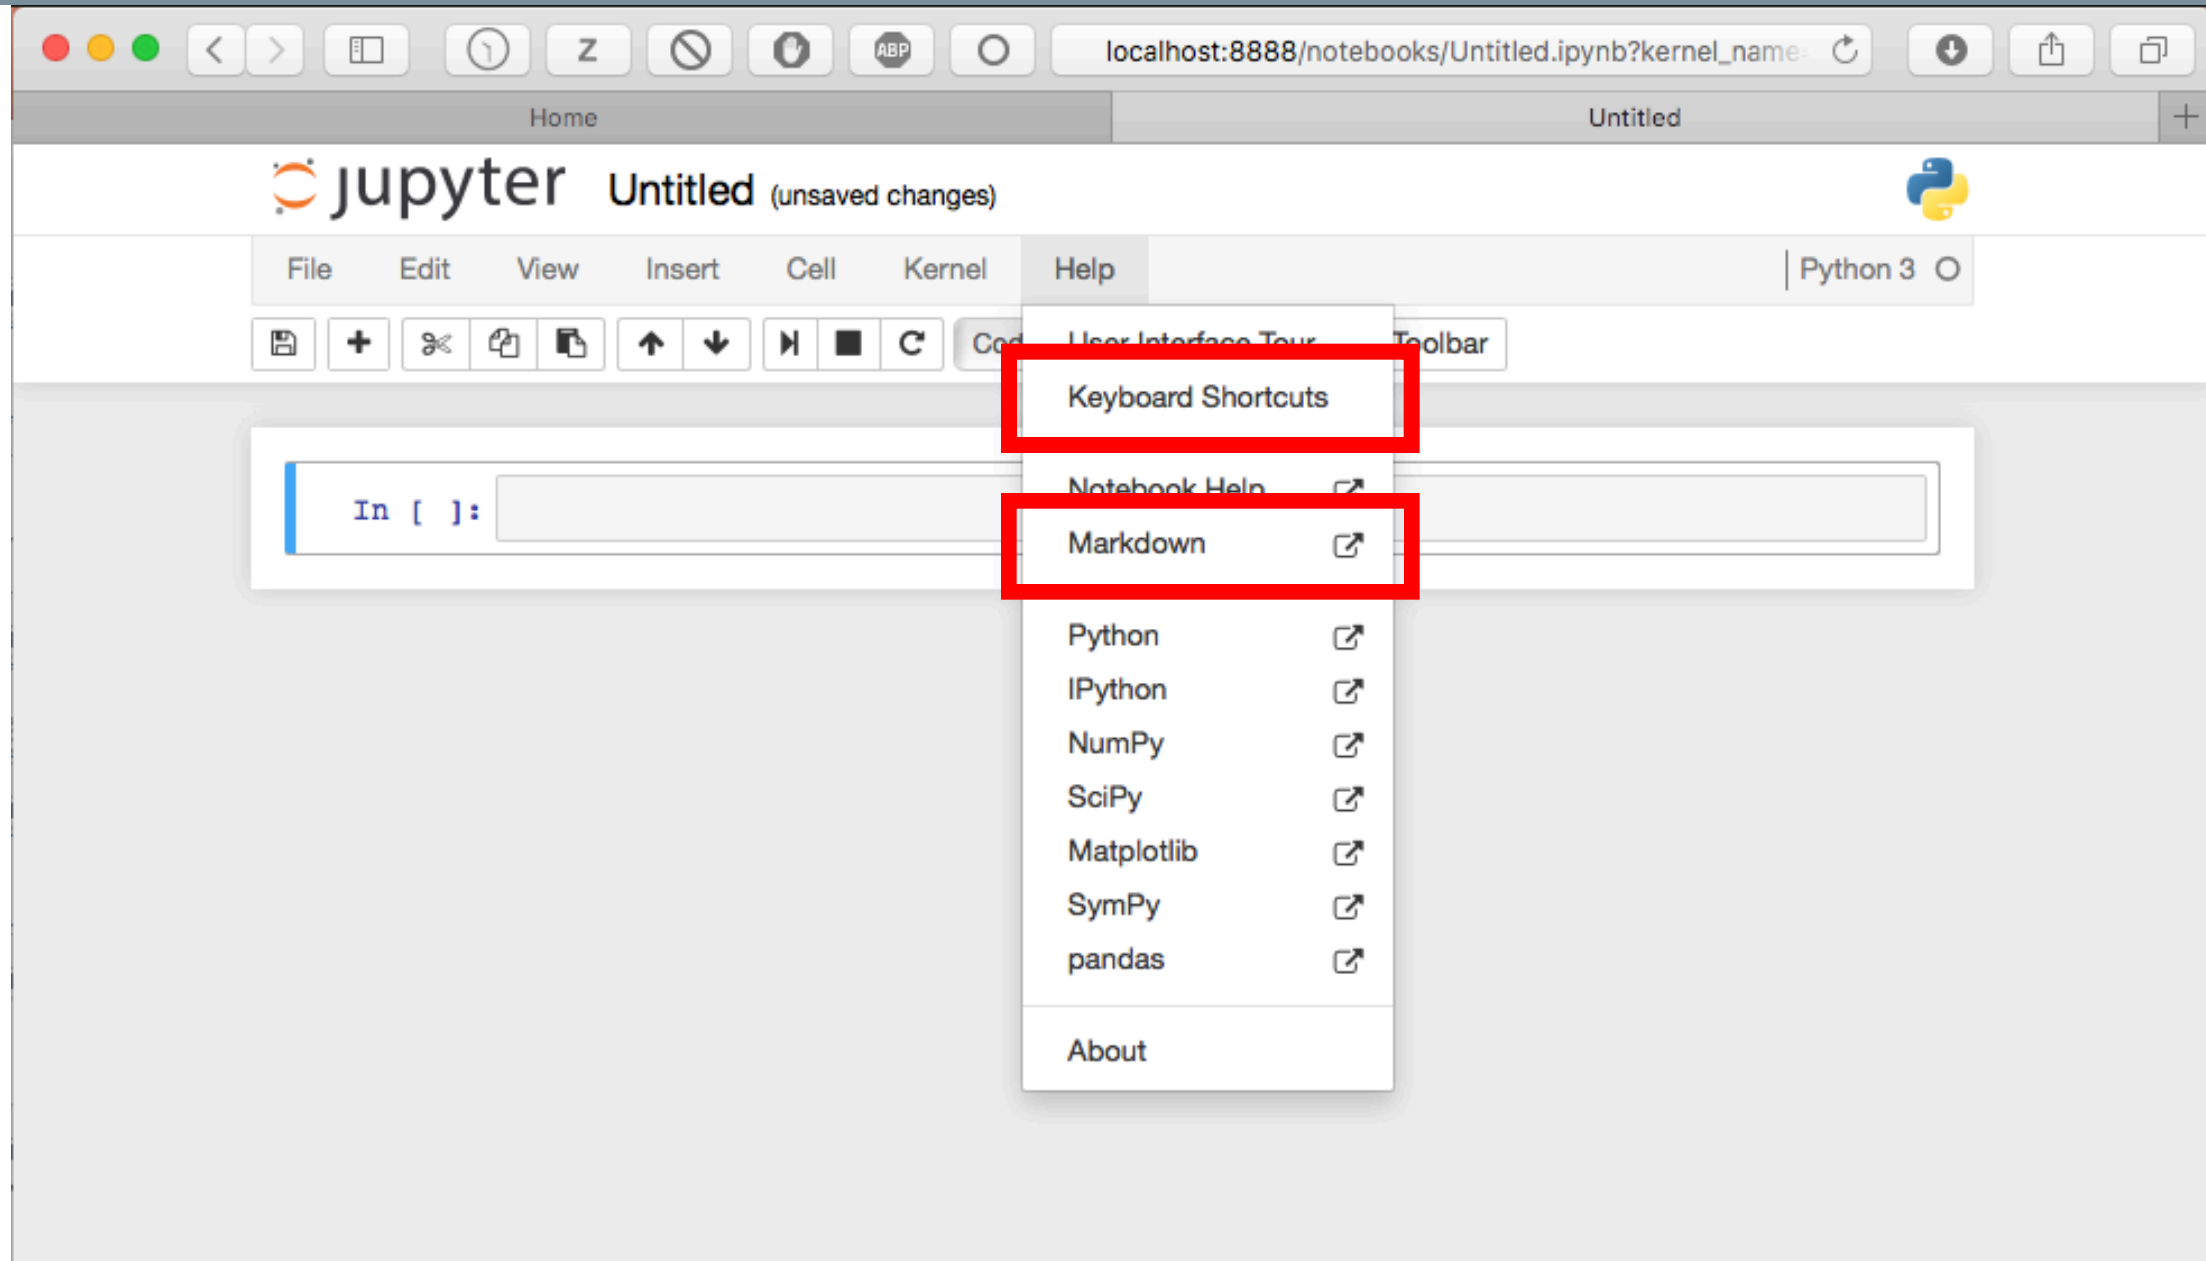 Z
ABP
localhost:8888/notebooks/Untitled.ipynb?kernel_name=
Home
Untitled
jupyter Untitled (unsaved changes)
File Edit View Insert Cell Kernel Help
Python 3
Cod
User Interface Tour
Toolbar
Keyboard Shortcuts
Notebook Help
In [ ]:
Markdown
Python
IPython
NumPy
SciPy
Matplotlib
SymPy
pandas
About